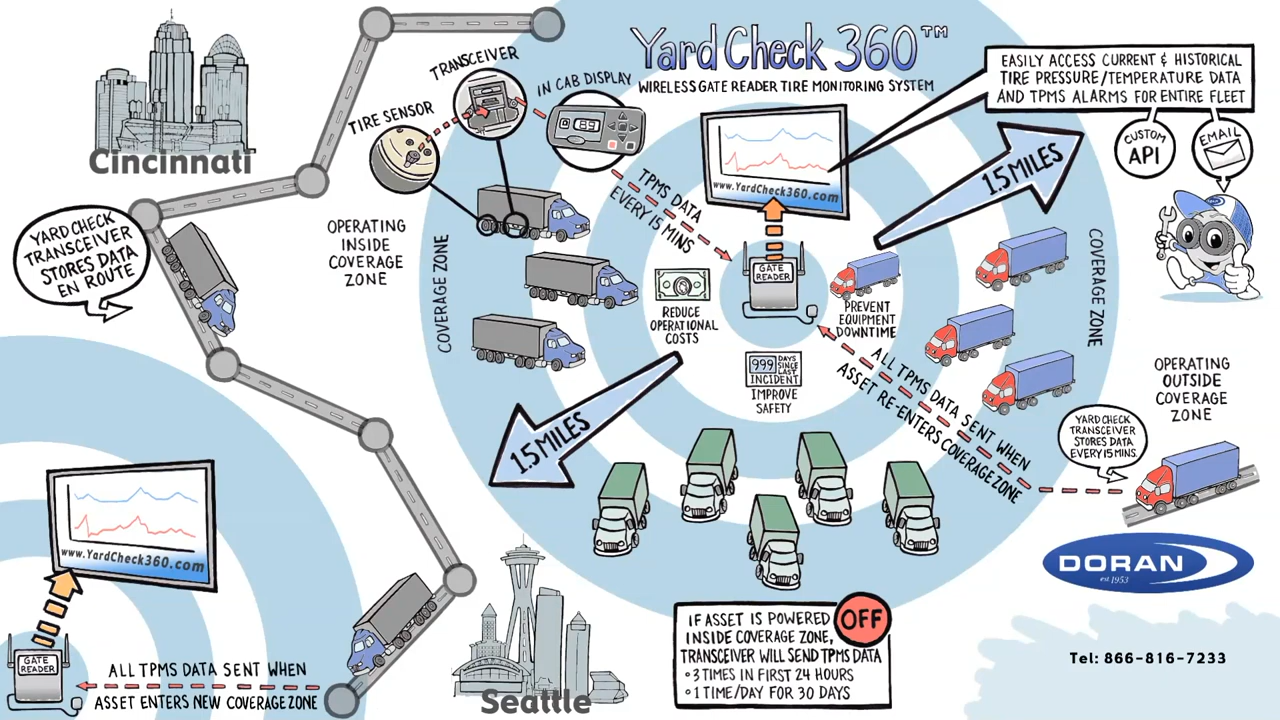 Cincinnati
YARD CHECK
TRANSCEIVER
STORES DATA
EN ROUTE
TIRE SENSOR
TRANSCEIVER
IN CAB DISPLAY
Yard Check 360™
WIRELESS GATE READER TIRE MONITORING SYSTEM
EASILY ACCESS CURRENT & HISTORICAL
TIRE PRESSURE/TEMPERATURE DATA
AND TPMS ALARMS FOR ENTIRE FLEET
CUSTOM
API
EMAIL
www.YardCheck360.com
1.5 MILES
TPMS DATA
EVERY 15 MINS
OPERATING
INSIDE
COVERAGE
ZONE
COVERAGE ZONE
GATE
READER
REDUCE
OPERATIONAL
COSTS
PREVENT
EQUIPMENT
DOWNTIME
999 DAYS
SINCE
LAST
INCIDENT
IMPROVE
SAFETY
COVERAGE ZONE
ALL TPMS DATA SENT WHEN
ASSET RE-ENTERS COVERAGE ZONE
OPERATING
OUTSIDE
COVERAGE
ZONE
YARD CHECK
TRANSCEIVER
STORES DATA
EVERY 15 MINS.
1.5 MILES
www.YardCheck360.com
GATE
READER
ALL TPMS DATA SENT WHEN
ASSET ENTERS NEW COVERAGE ZONE
Seattle
IF ASSET IS POWERED OFF
INSIDE COVERAGE ZONE,
TRANSCEIVER WILL SEND TPMS DATA
• 3 TIMES IN FIRST 24 HOURS
• 1 TIME/DAY FOR 30 DAYS
DORAN
est 1953
Tel: 866-816-7233